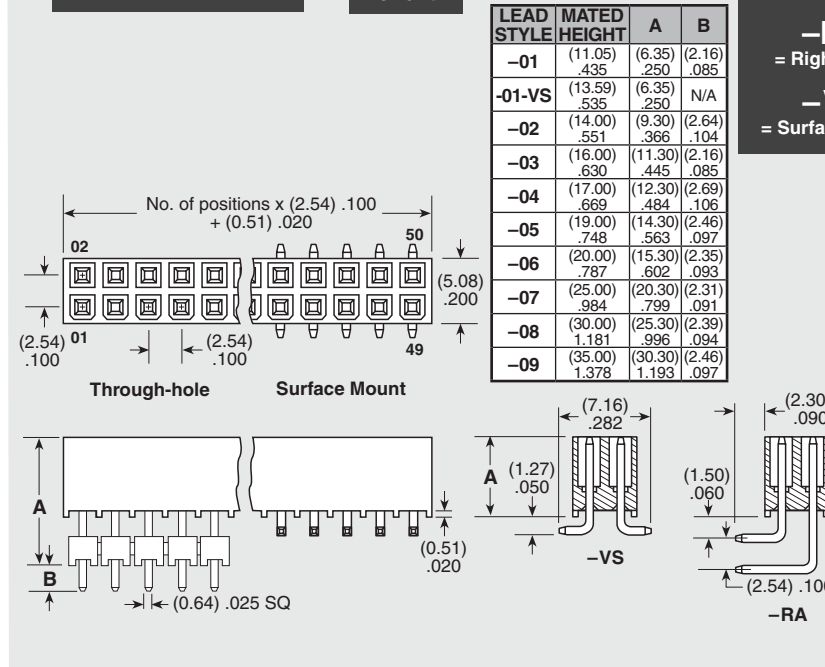 LEAD STYLE MATED HEIGHT A B
–01 (11.05) .435 (6.35) .250 (2.16) .085
-01-VS (13.59) .535 (6.35) .250 N/A
–02 (14.00) .551 (9.30) .366 (2.64) .104
–03 (16.00) .630 (11.30) .445 (2.16) .085
–04 (17.00) .669 (12.30) .484 (2.69) .106
–05 (19.00) .748 (14.30) .563 (2.46) .097
–06 (20.00) .787 (15.30) .602 (2.35) .093
–07 (25.00) .984 (20.30) .799 (2.31) .091
–08 (30.00) 1.181 (25.30) .996 (2.39) .094
–09 (35.00) 1.378 (30.30) 1.193 (2.46) .097
= Righ
= Surfa
No. of positions x (2.54) .100
+ (0.51) .020
02
50
(5.08)
.200
(2.54)
.100
01
(2.54)
.100
49
Through-hole
Surface Mount
A
B
(0.64) .025 SQ
(0.51)
.020
(7.16)
.282
A
(1.27)
.050
–VS
(2.30
.090
(1.50)
.060
(2.54) .100
–RA